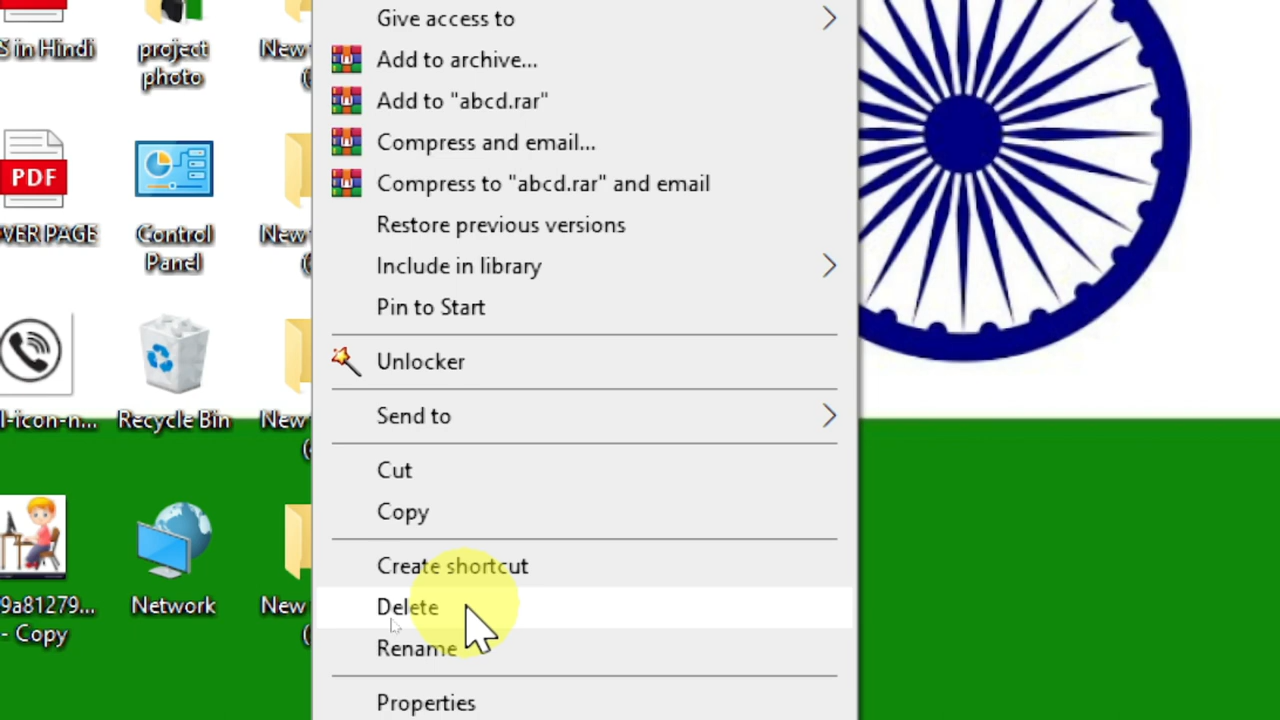 S in Hindi
project
photo
New
Give access to
Add to archive...
Add to "abcd.rar"
Compress and email...
Compress to "abcd.rar" and email
Restore previous versions
Include in library
Pin to Start
Unlocker
Send to
Cut
Copy
Create shortcut
Delete
Rename
Properties
PDF
VER PAGE
Control
Panel
New
l-icon-n...
Recycle Bin
New
9a81279...
- Copy
Network
New